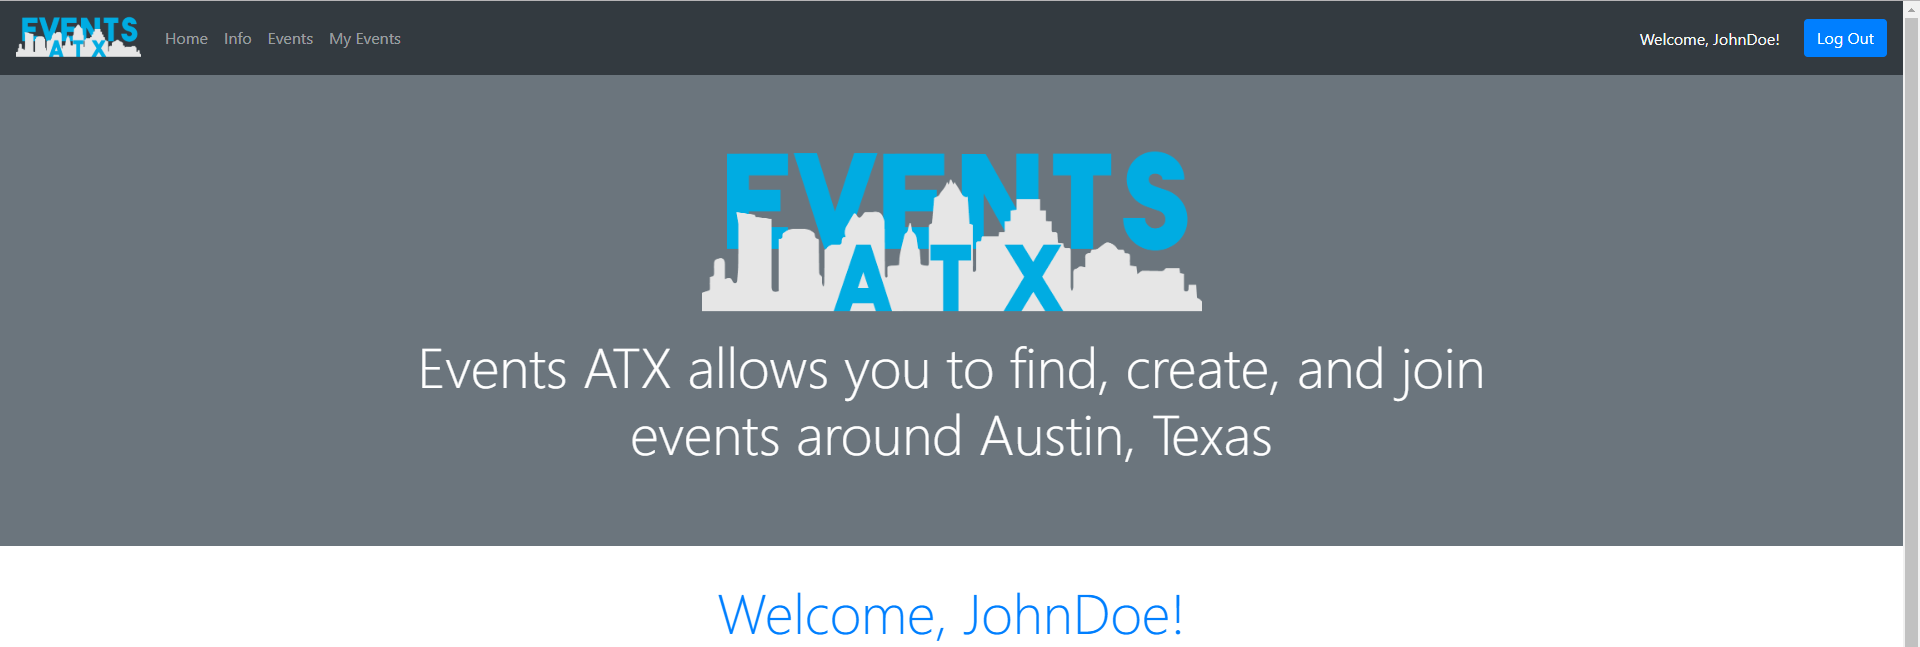 EVENTS
ATX
Home Info Events My Events
Welcome, JohnDoe!
Log Out
EVENTS
ATX
Events ATX allows you to find, create, and join
events around Austin, Texas
Welcome, JohnDoe!